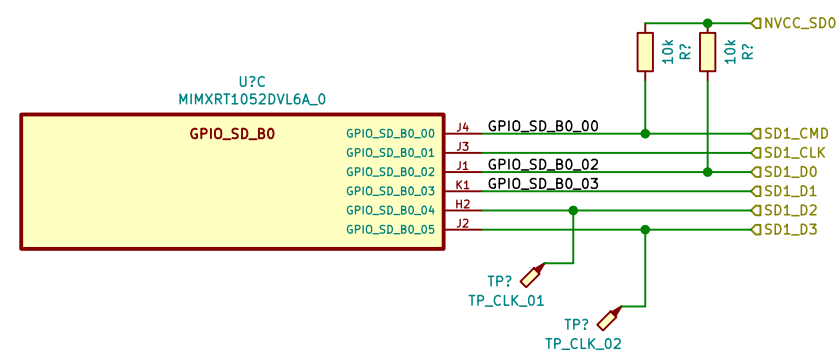 NVCC_SD0
10k
R?
10k
R?
U?C
MIMXRT1052DVL6A_0
GPIO_SD_B0
GPIO_SD_B0_00 J4 GPIO_SD_B0_00 SD1_CMD
GPIO_SD_B0_01 J3 SD1_CLK
GPIO_SD_B0_02 J1 GPIO_SD_B0_02 SD1_D0
GPIO_SD_B0_03 K1 GPIO_SD_B0_03 SD1_D1
GPIO_SD_B0_04 H2 SD1_D2
GPIO_SD_B0_05 J2 SD1_D3
TP?
TP_CLK_01
TP?
TP_CLK_02